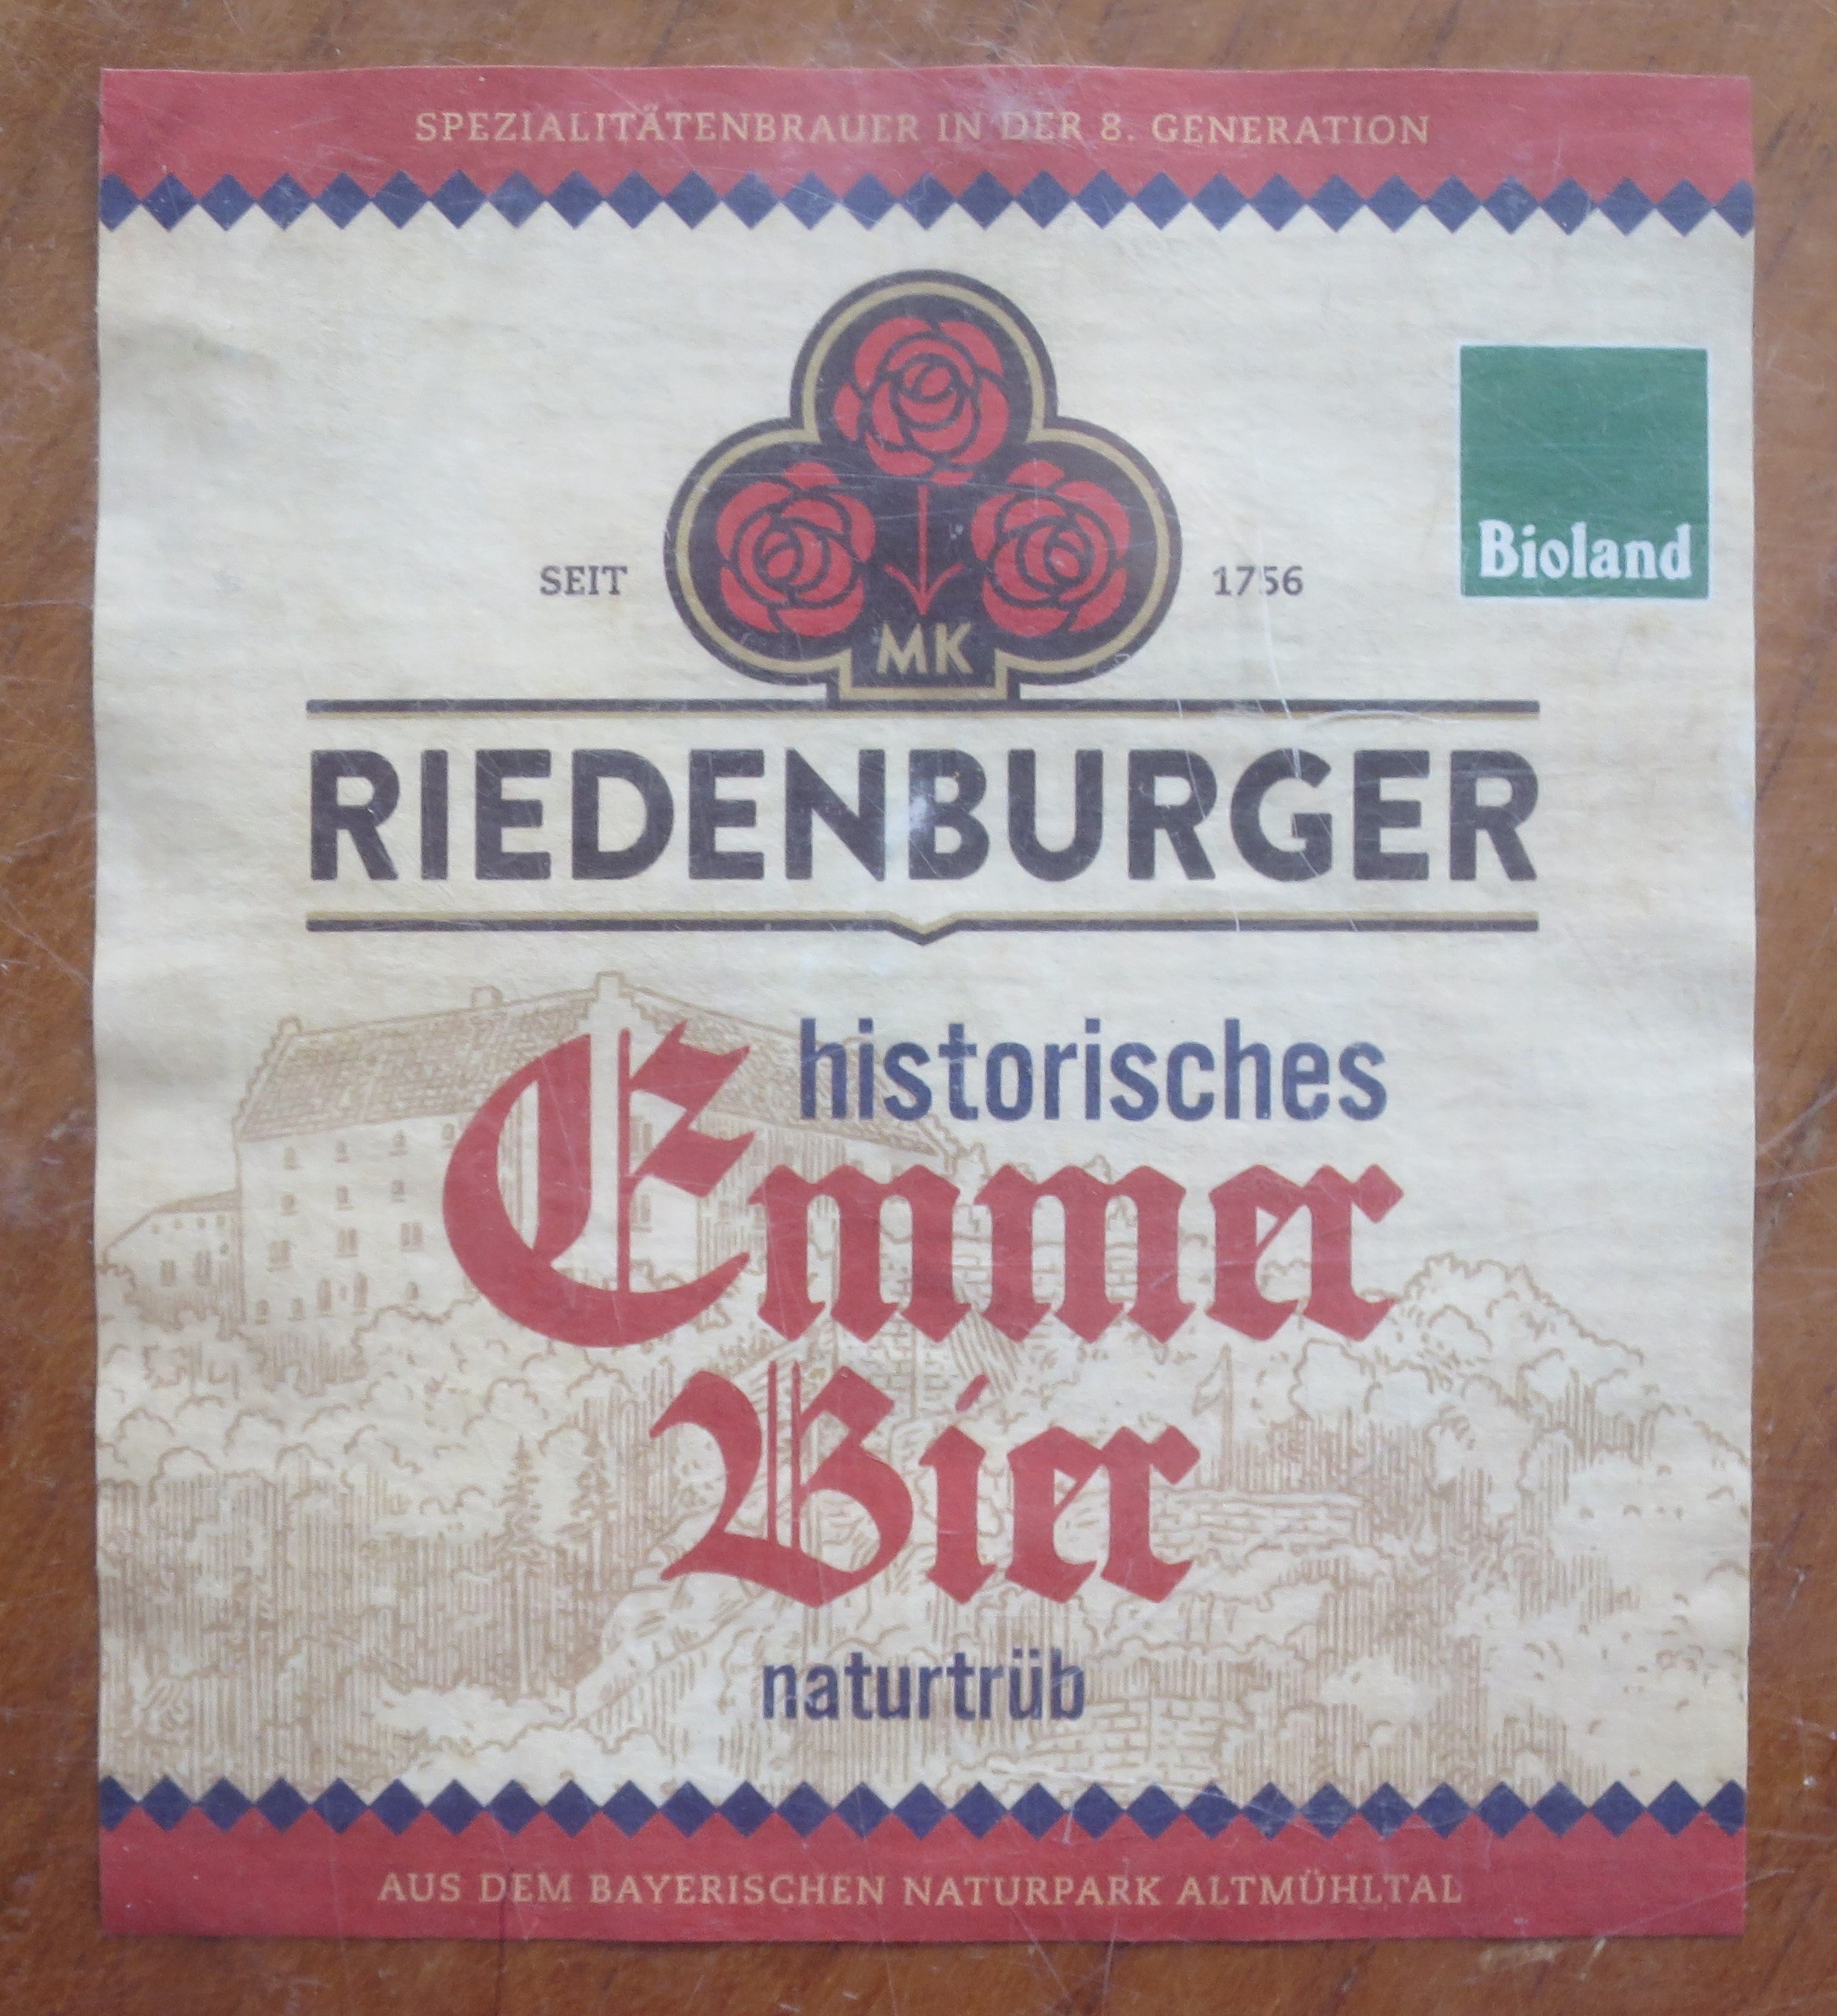 SPEZIALITÄTENBRAUER IN DER 8. GENERATION
SEIT 1756
MK
Bioland
RIEDENBURGER
historisches
Emmer
Bier
naturtrüb
AUS DEM BAYERISCHEN NATURPARK ALTMÜHLTAL